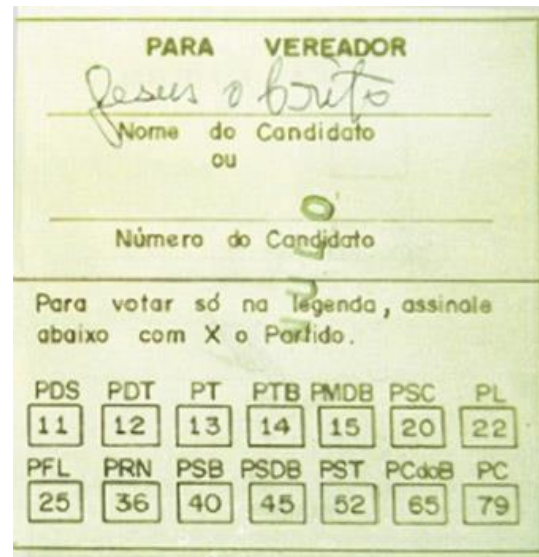 PARA VEREADOR
Jesus o brito
Nome do Candidato
ou
NULO
Número do Candidato
Para votar só na legenda, assinale
abaixo com X o Partido.
PDS PDT PT PTB PMDB PSC PL
11 12 13 14 15 20 22
PFL PRN PSB PSDB PST PCdoB PC
25 36 40 45 52 65 79